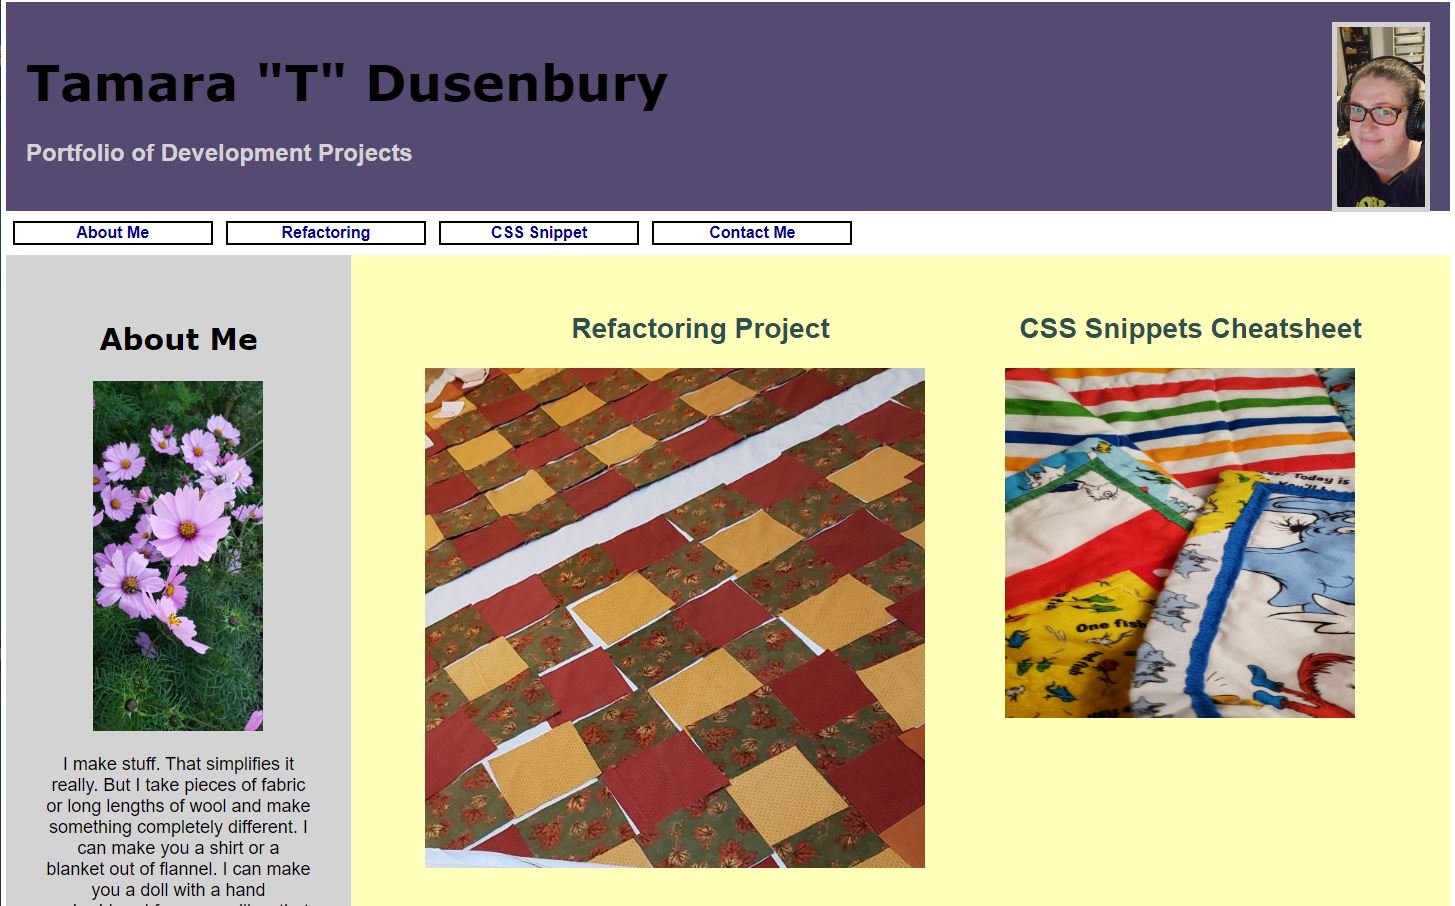 Tamara "T" Dusenbury
Portfolio of Development Projects
About Me
Refactoring
CSS Snippet
Contact Me
About Me
I make stuff. That simplifies it
really. But I take pieces of fabric
or long lengths of wool and make
something completely different. I
can make you a shirt or a
blanket out of flannel. I can make
you a doll with a hand
Refactoring Project
CSS Snippets Cheatsheet
Today is
One fish